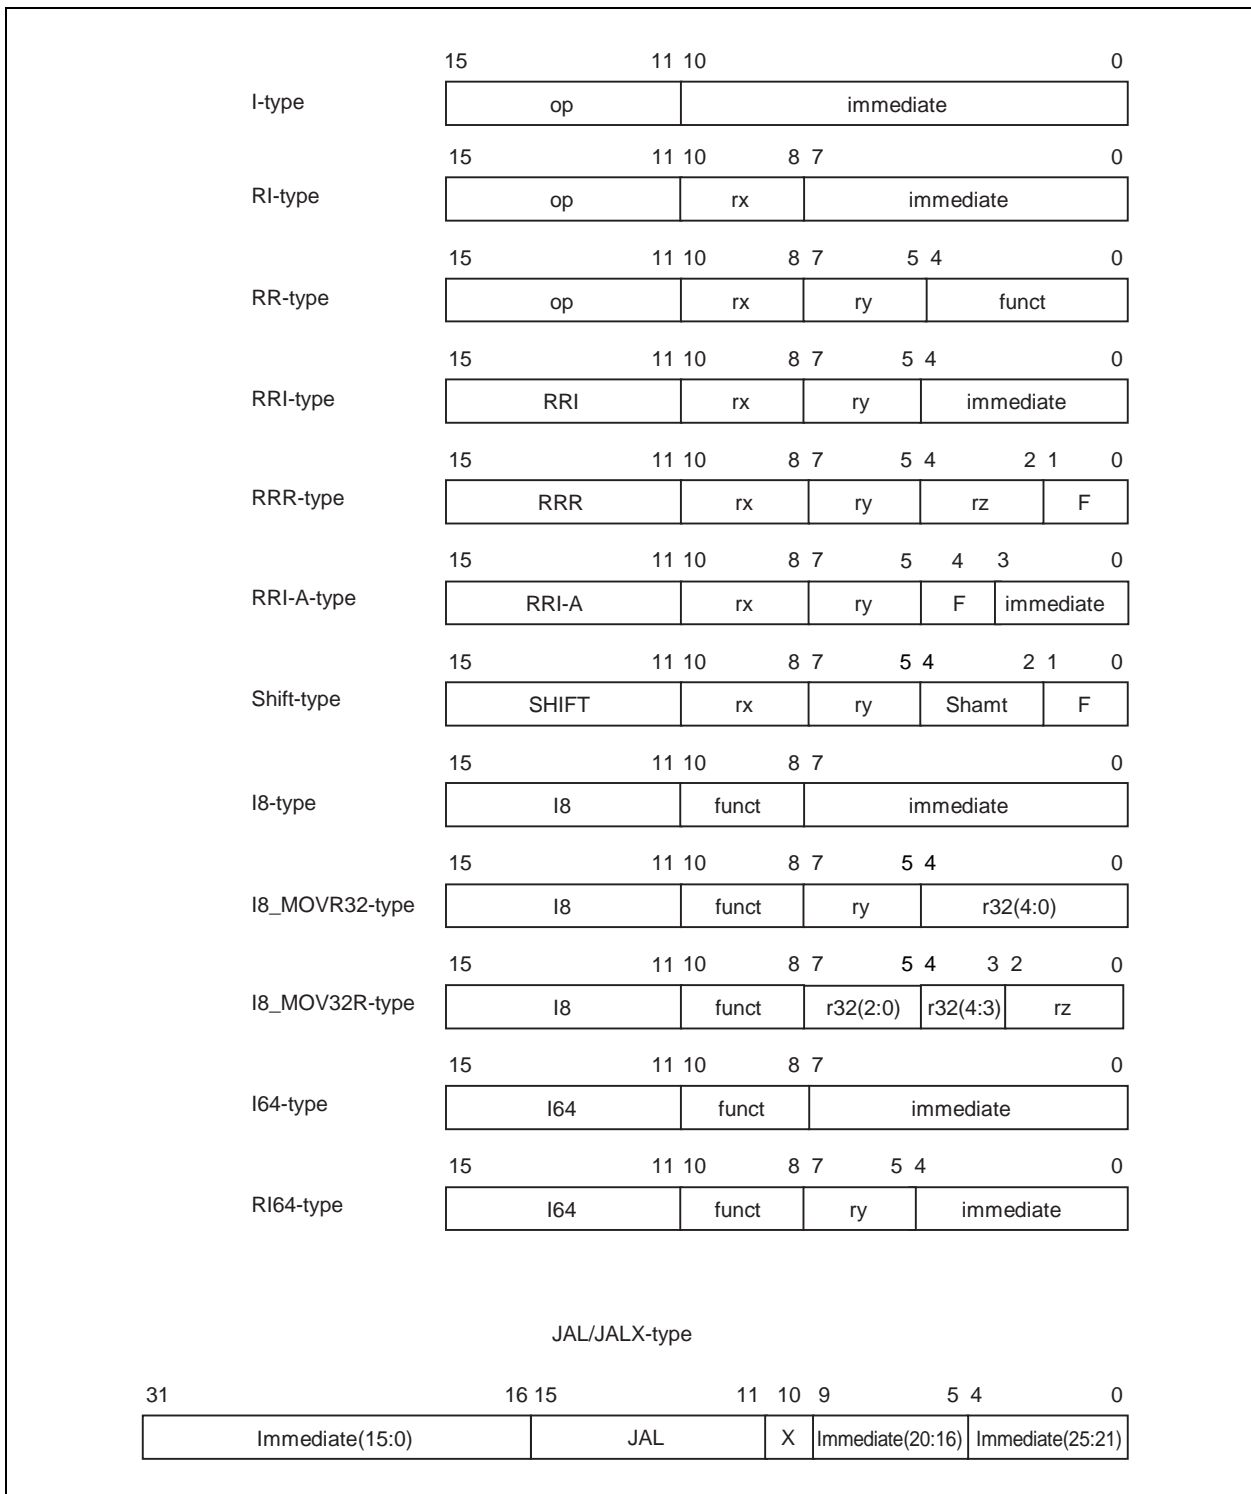 15 11 10 0
I-type op immediate
15 11 10 8 7 0
RI-type op rx immediate
15 11 10 8 7 5 4 0
RR-type op rx ry funct
15 11 10 8 7 5 4 0
RRI-type RRI rx ry immediate
15 11 10 8 7 5 4 2 1 0
RRR-type RRR rx ry rz F
15 11 10 8 7 5 4 3 0
RRI-A-type RRI-A rx ry F immediate
15 11 10 8 7 5 4 2 1 0
Shift-type SHIFT rx ry Shamt F
15 11 10 8 7 0
I8-type I8 funct immediate
15 11 10 8 7 5 4 0
I8_MOVR32-type I8 funct ry r32(4:0)
15 11 10 8 7 5 4 3 2 0
I8_MOV32R-type I8 funct r32(2:0) r32(4:3) rz
15 11 10 8 7 0
I64-type I64 funct immediate
15 11 10 8 7 5 4 0
RI64-type I64 funct ry immediate
JAL/JALX-type
31 16 15 11 10 9 5 4 0
Immediate(15:0) JAL X Immediate(20:16) Immediate(25:21)